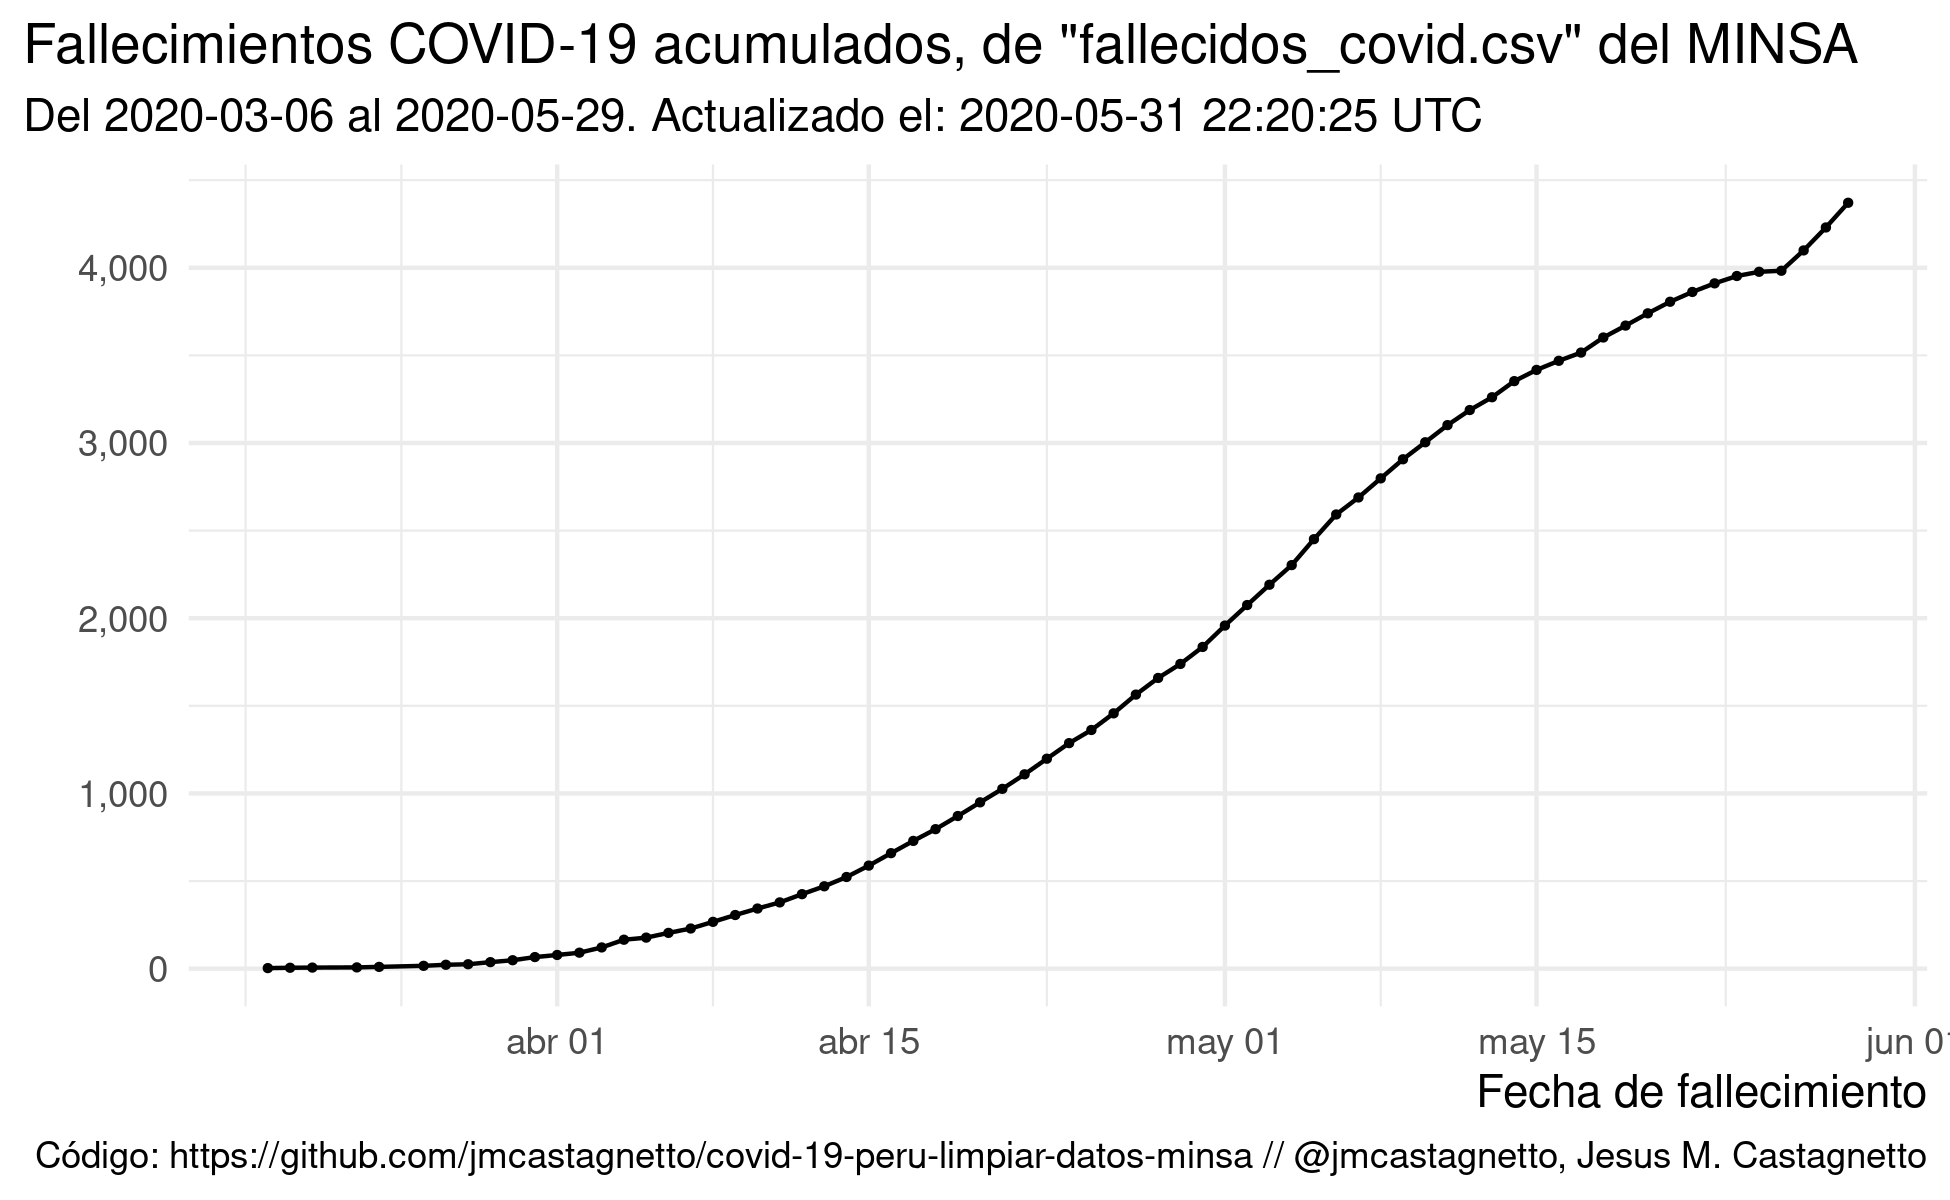 Fallecimientos COVID-19 acumulados, de "fallecidos_covid.csv" del MINSA
Del 2020-03-06 al 2020-05-29. Actualizado el: 2020-05-31 22:20:25 UTC
4,000
3,000
2,000
1,000
0
abr 01 abr 15 may 01 may 15 jun 01
Fecha de fallecimiento
Código: https://github.com/jmcastagnetto/covid-19-peru-limpiar-datos-minsa // @jmcastagnetto, Jesus M. Castagnetto